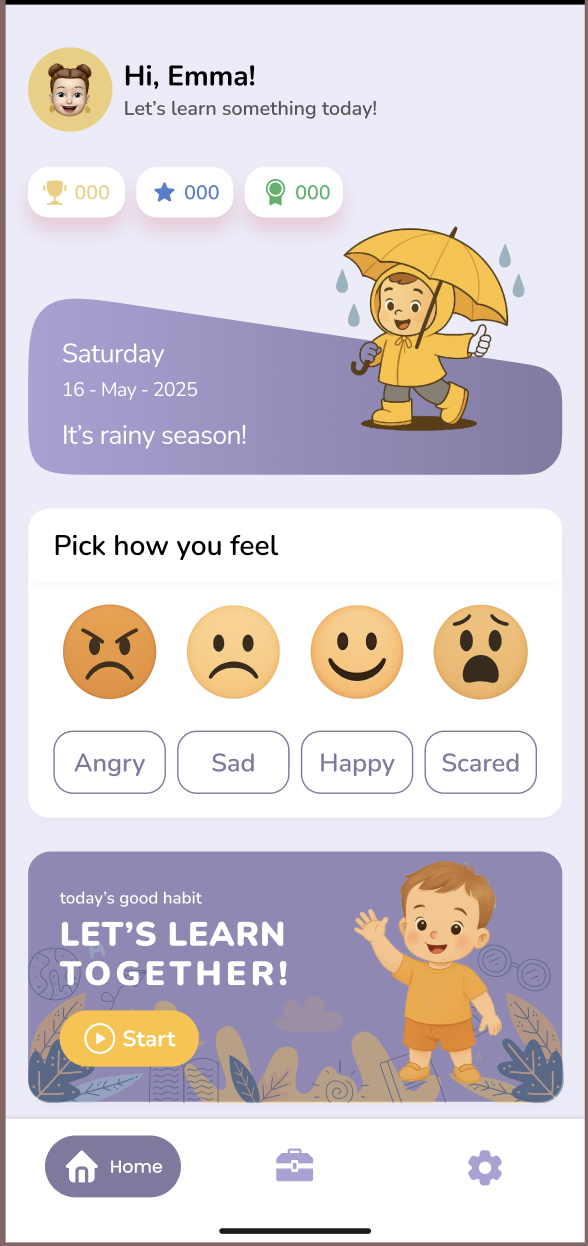 Hi, Emma!
Let's learn something today!
000 000 000
Saturday
16 - May - 2025
It's rainy season!
Pick how you feel
Angry Sad Happy Scared
today's good habit
LET'S LEARN
TOGETHER!
Start
Home